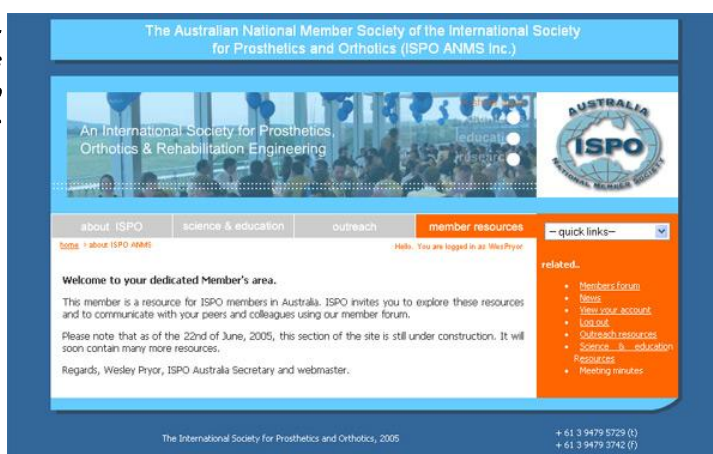 The Australian National Member Society of the International Society
for Prosthetics and Orthotics (ISPO ANMS Inc.)
An International Society for Prosthetics,
Orthotics & Rehabilitation Engineering
AUSTRALIA
ISPO
NATIONAL MEMBER SOCIETY
about ISPO
science & education
outreach
member resources
— quick links—
home > about ISPO ANMS
Hello. You are logged in as WesPryor
related..
Welcome to your dedicated Member's area.
This member is a resource for ISPO members in Australia. ISPO invites you to explore these resources
and to communicate with your peers and colleagues using our member forum.
Please note that as of the 22nd of June, 2005, this section of the site is still under construction. It will
soon contain many more resources.
Regards, Wesley Pryor, ISPO Australia Secretary and webmaster.
Members forum
News
View your account
Log out
Outreach resources
Science & education
Resources
Meeting minutes
The International Society for Prosthetics and Orthotics, 2005
+ 61 3 9479 5729 (t)
+ 61 3 9479 3742 (f)